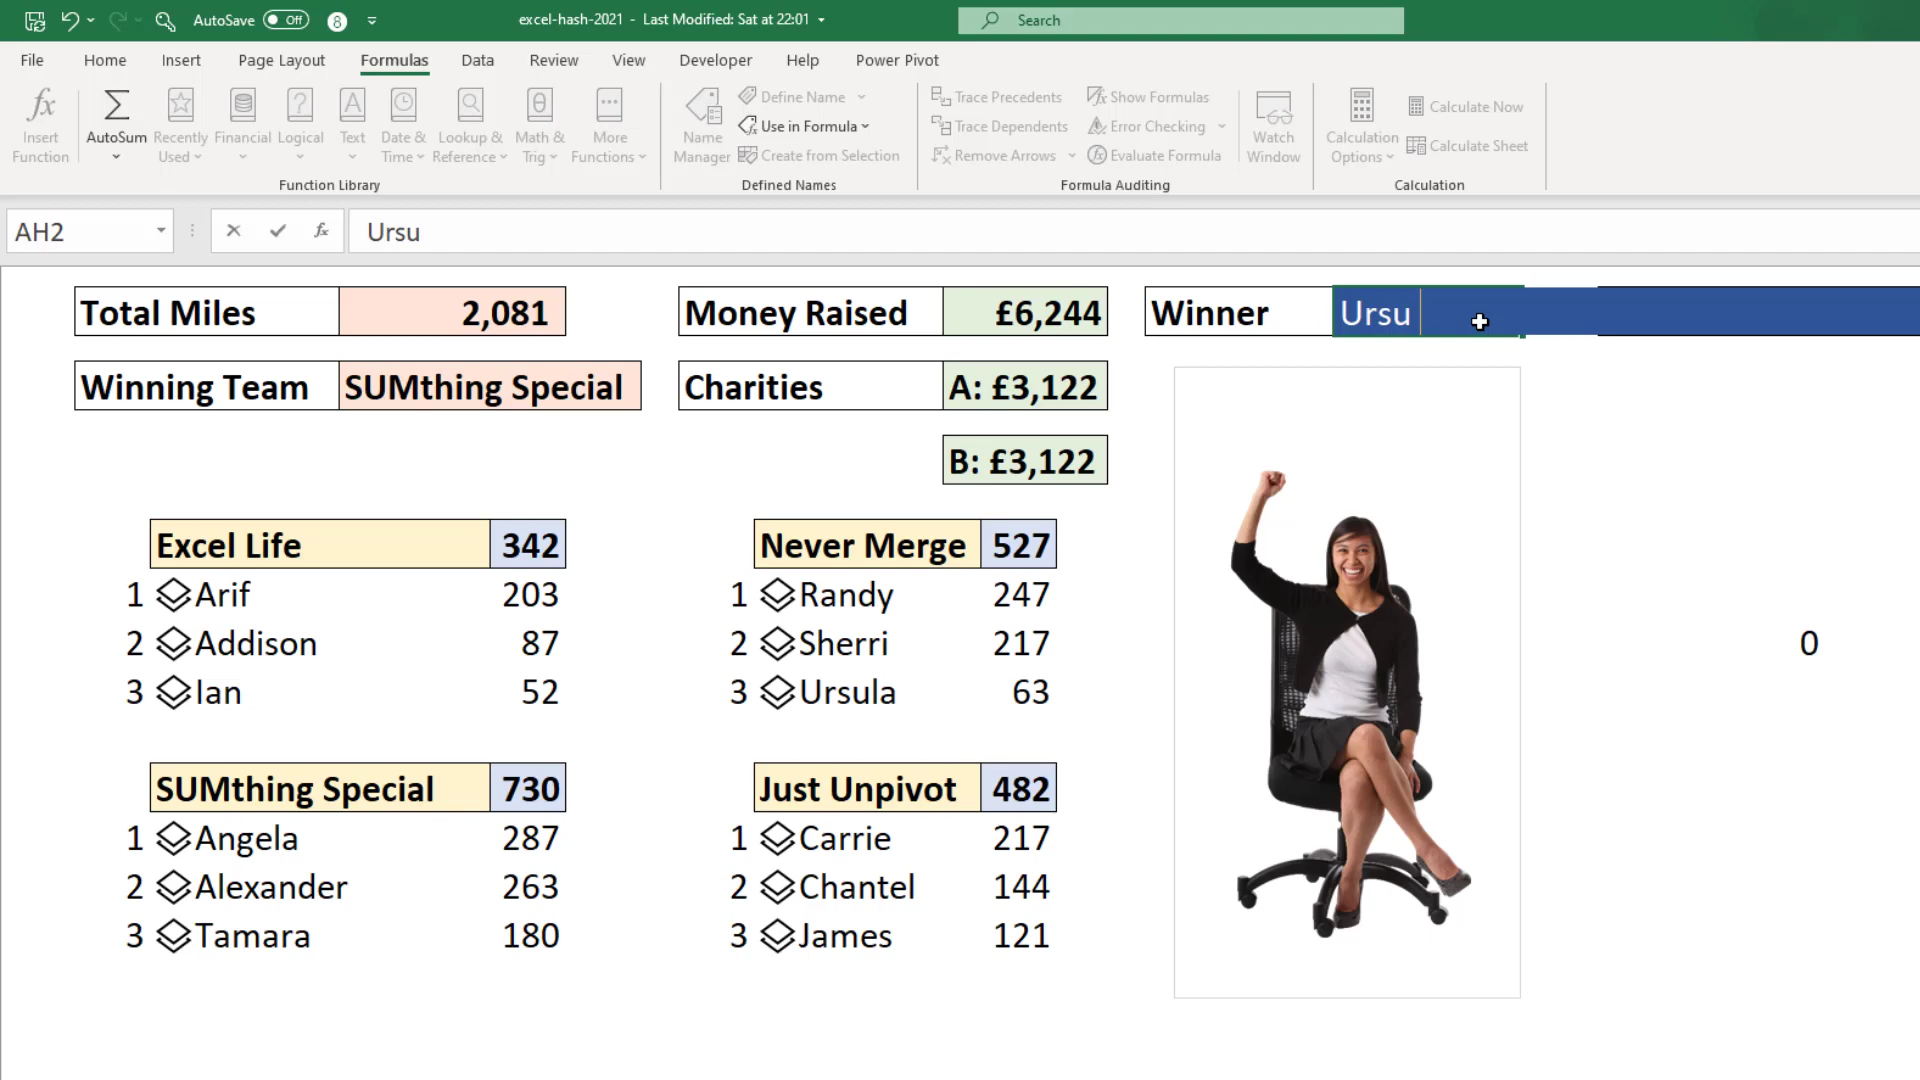 AutoSave Off 8 excel-hash-2021 - Last Modified: Sat at 22:01 Search
File Home Insert Page Layout Formulas Data Review View Developer Help Power Pivot
fx Insert Function
AutoSum
Recently Used
Financial
? Logical
A Text
Date & Time
Lookup & Reference
θ Math & Trig
More Functions
Function Library
Name Manager
Define Name
Use in Formula
Create from Selection
Defined Names
Trace Precedents
Trace Dependents
Remove Arrows
Show Formulas
Error Checking
Evaluate Formula
Watch Window
Formula Auditing
Calculation Options
Calculate Now
Calculate Sheet
Calculation
AH2 fx Ursu
Total Miles 2,081 Money Raised £6,244 Winner Ursu
Winning Team SUMthing Special Charities A: £3,122
B: £3,122
Excel Life 342 Never Merge 527
1 Arif 203 1 Randy 247
2 Addison 87 2 Sherri 217 0
3 Ian 52 3 Ursula 63
SUMthing Special 730 Just Unpivot 482
1 Angela 287 1 Carrie 217
2 Alexander 263 2 Chantel 144
3 Tamara 180 3 James 121